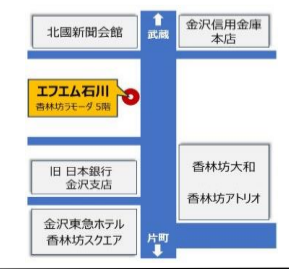 北國新聞会館
武蔵
金沢信用金庫
本店
エフエム石川
香林坊ラモーダ 5階
旧 日本銀行
金沢支店
香林坊大和
香林坊アトリオ
金沢東急ホテル
香林坊スクエア
片町